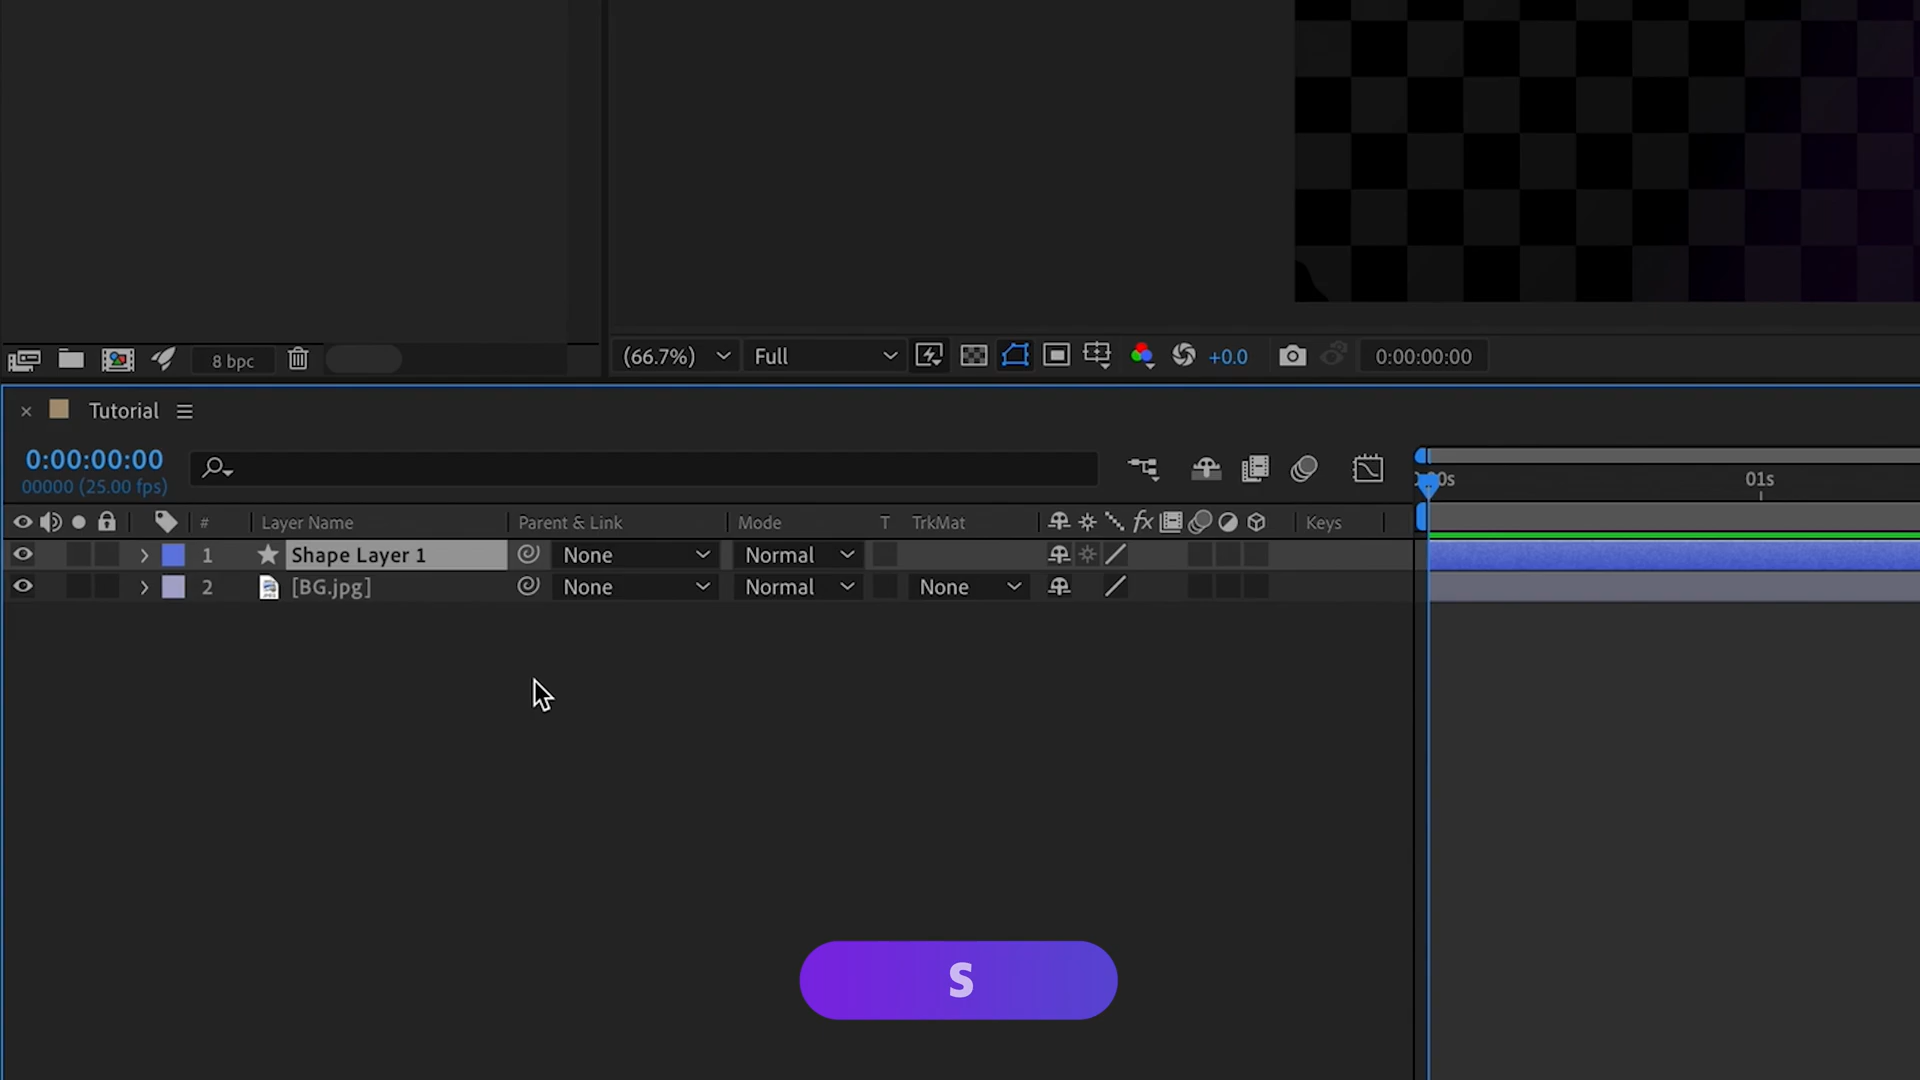 8 bpc
(66.7%) Full +0.0 0:00:00:00
Tutorial
0:00:00:00
00000 (25.00 fps)
01s
# Layer Name Parent & Link Mode T TrkMat fx Keys
1 Shape Layer 1 None Normal
2 [BG.jpg] None Normal None
S